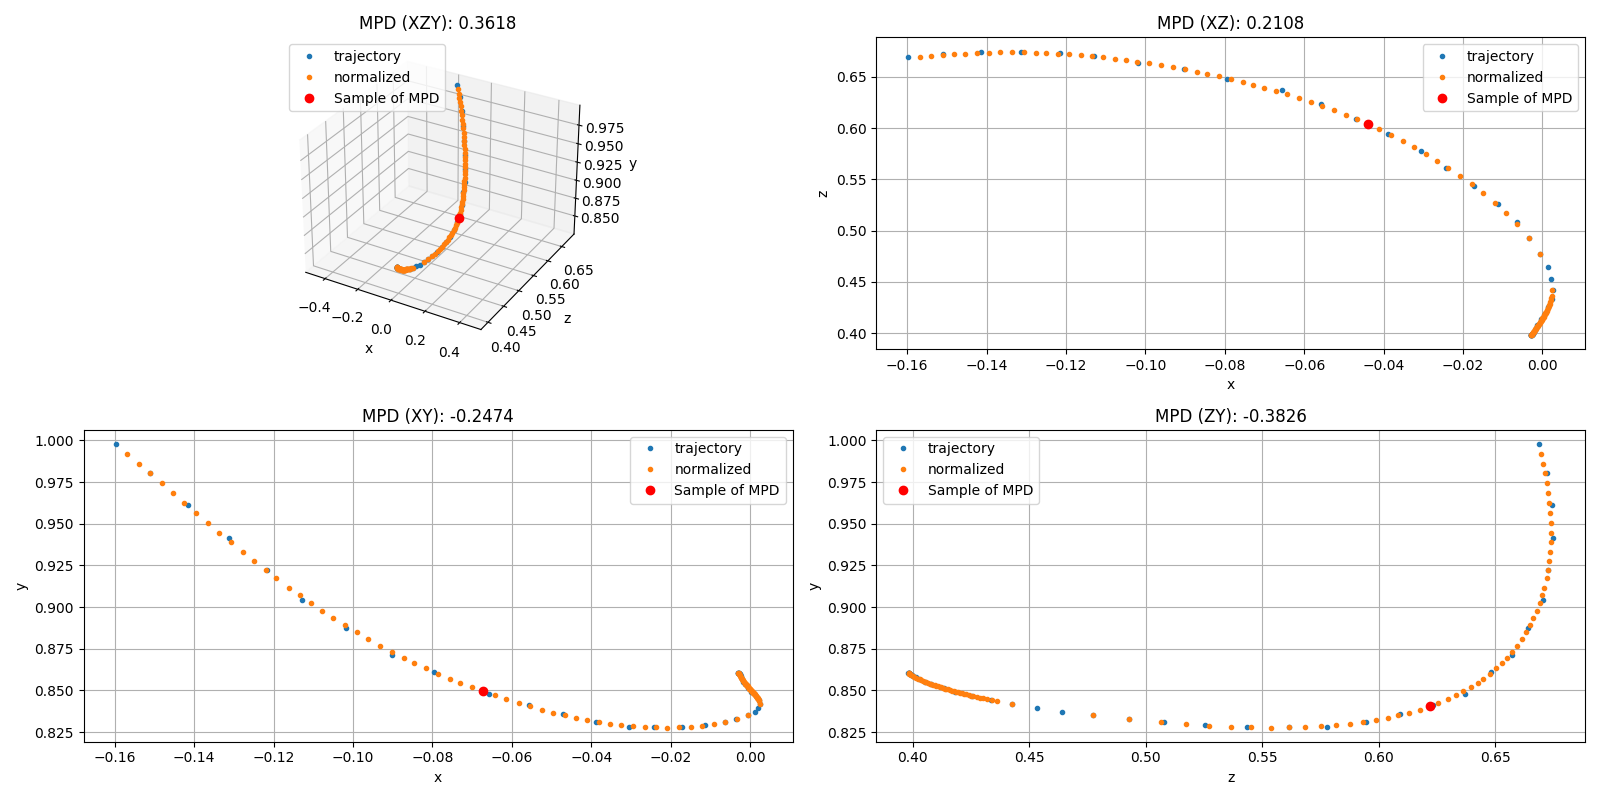 MPD (XZY): 0.3618
trajectory
normalized
Sample of MPD
0.975
0.950
0.925
0.900
0.875
0.850
y
−0.4
−0.2
0.0
0.2
0.4
x
0.40
0.45
0.50
0.55
0.60
0.65
z
MPD (XZ): 0.2108
trajectory
normalized
Sample of MPD
0.65
0.60
0.55
0.50
0.45
0.40
z
−0.16 −0.14 −0.12 −0.10 −0.08 −0.06 −0.04 −0.02 0.00
x
MPD (XY): -0.2474
trajectory
normalized
Sample of MPD
1.000
0.975
0.950
0.925
0.900
0.875
0.850
0.825
y
−0.16 −0.14 −0.12 −0.10 −0.08 −0.06 −0.04 −0.02 0.00
x
MPD (ZY): -0.3826
trajectory
normalized
Sample of MPD
1.000
0.975
0.950
0.925
0.900
0.875
0.850
0.825
y
0.40 0.45 0.50 0.55 0.60 0.65
z